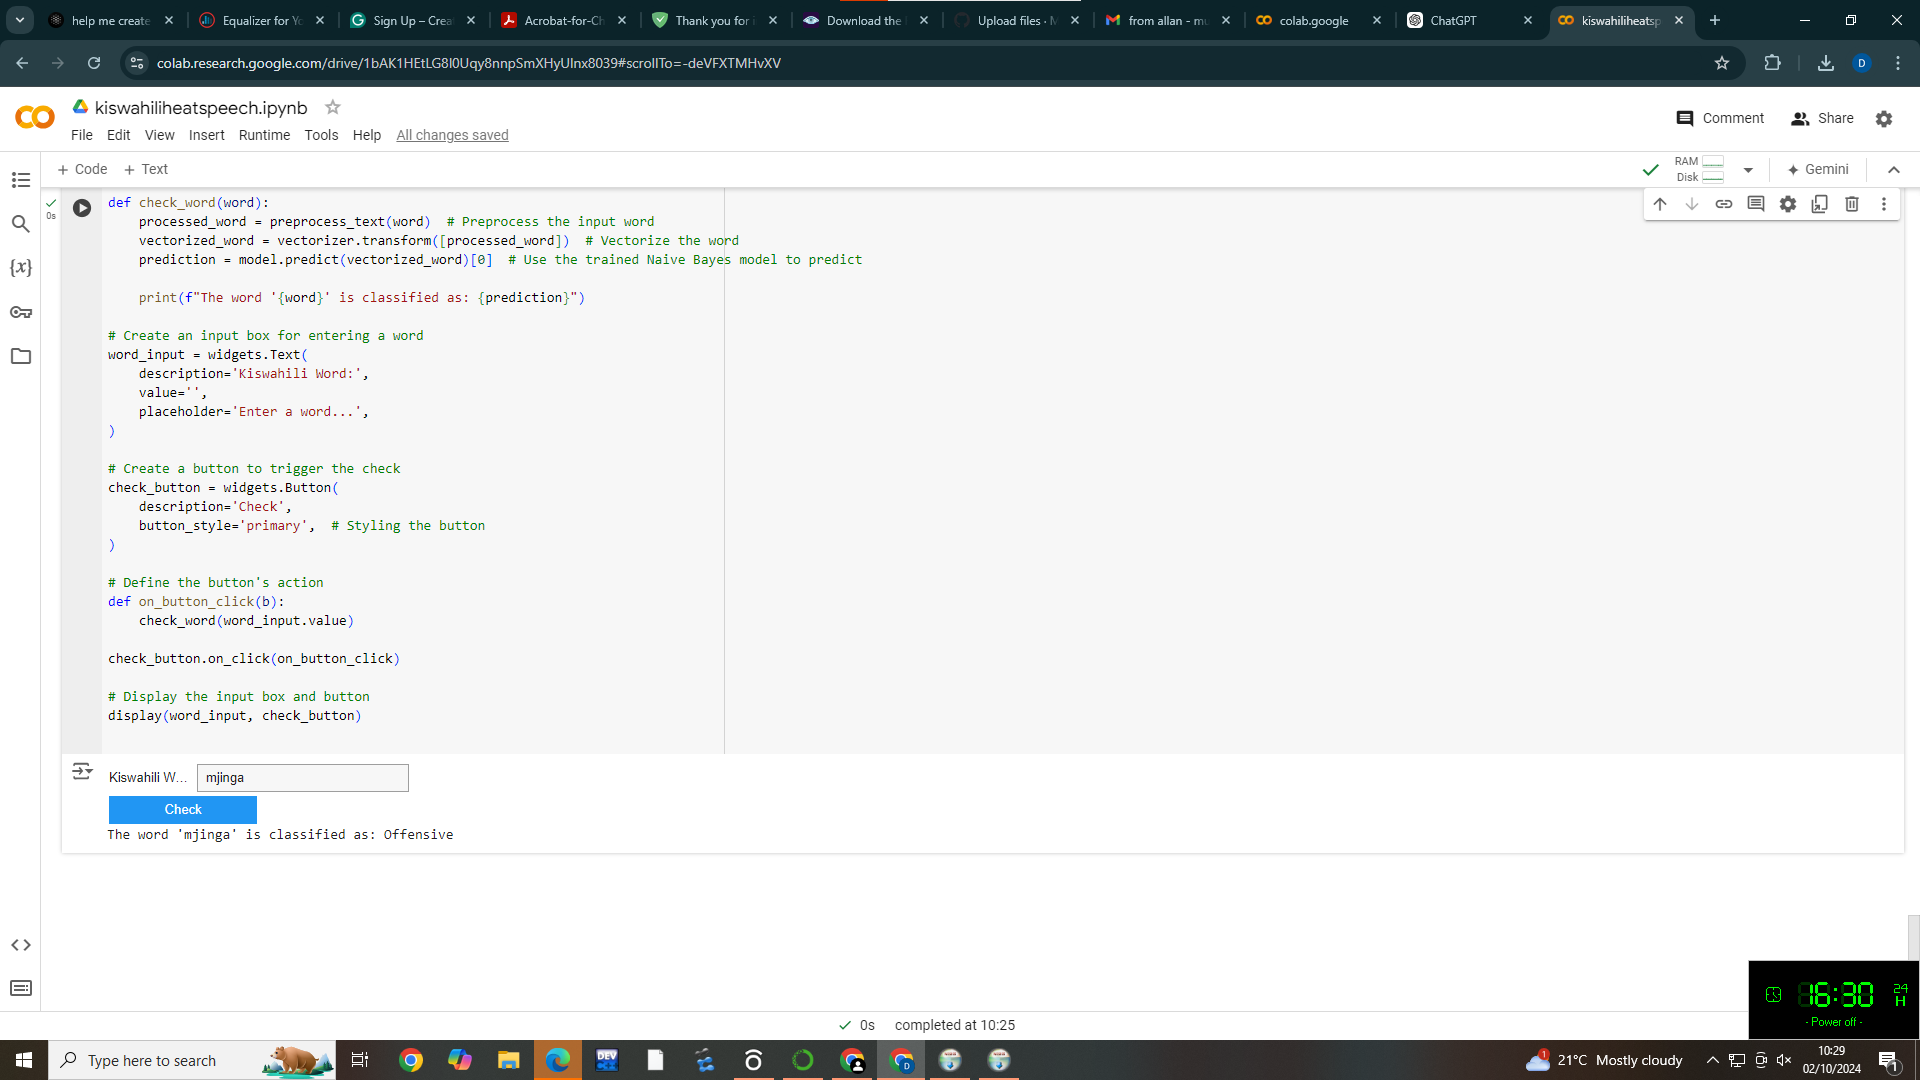 help me create
Equalizer for Yo
Sign Up – Crea
Acrobat-for-Ch
Thank you for i
Download the
Upload files · M
from allan - mu
colab.google
ChatGPT
kiswahiliheatsp
colab.research.google.com/drive/1bAK1HEtLG8l0Uqy8nnpSmXHyUInx8039#scrollTo=-deVFXTMHvXV
D
kiswahiliheatspeech.ipynb
Comment
Share
File Edit View Insert Runtime Tools Help All changes saved
+ Code + Text
RAM
Disk
Gemini
0s
def check_word(word):
processed_word = preprocess_text(word)  # Preprocess the input word
vectorized_word = vectorizer.transform([processed_word])  # Vectorize the word
prediction = model.predict(vectorized_word)[0]  # Use the trained Naive Bayes model to predict
print(f"The word '{word}' is classified as: {prediction}")
# Create an input box for entering a word
word_input = widgets.Text(
description='Kiswahili Word:',
value='',
placeholder='Enter a word...',
)
# Create a button to trigger the check
check_button = widgets.Button(
description='Check',
button_style='primary',  # Styling the button
)
# Define the button's action
def on_button_click(b):
check_word(word_input.value)
check_button.on_click(on_button_click)
# Display the input box and button
display(word_input, check_button)
Kiswahili W... mjinga
Check
The word 'mjinga' is classified as: Offensive
16:30
24
H
- Power off -
0s completed at 10:25
Type here to search
DEV
D
1
21°C Mostly cloudy
10:29
02/10/2024
1